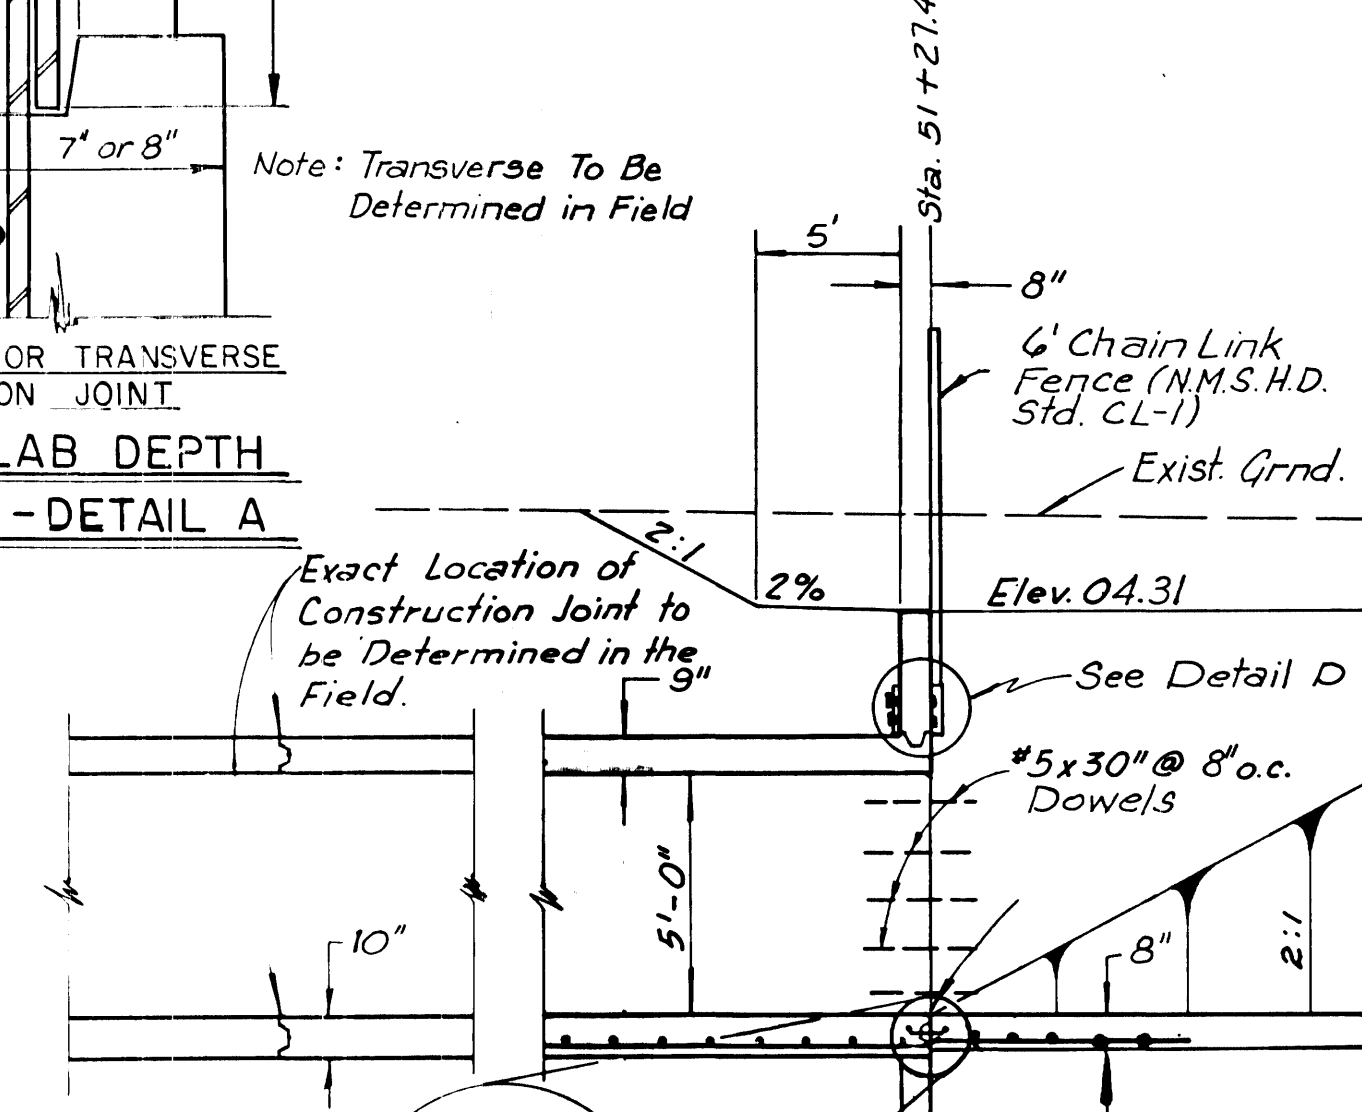 7" or 8"
Note: Transverse To Be
Determined in Field
OR TRANSVERSE
ON JOINT
LAB DEPTH
- DETAIL A
Sta. 51+27.4
5'
8"
6' Chain Link
Fence (N.M.S.H.D.
Std. CL-1)
Exist. Grnd.
2:1
2%
Elev. 04.31
Exact Location of
Construction Joint to
be Determined in the
Field.
9"
See Detail D
#5x30" @ 8" o.c.
Dowels
5'-0"
10"
8"
2:1